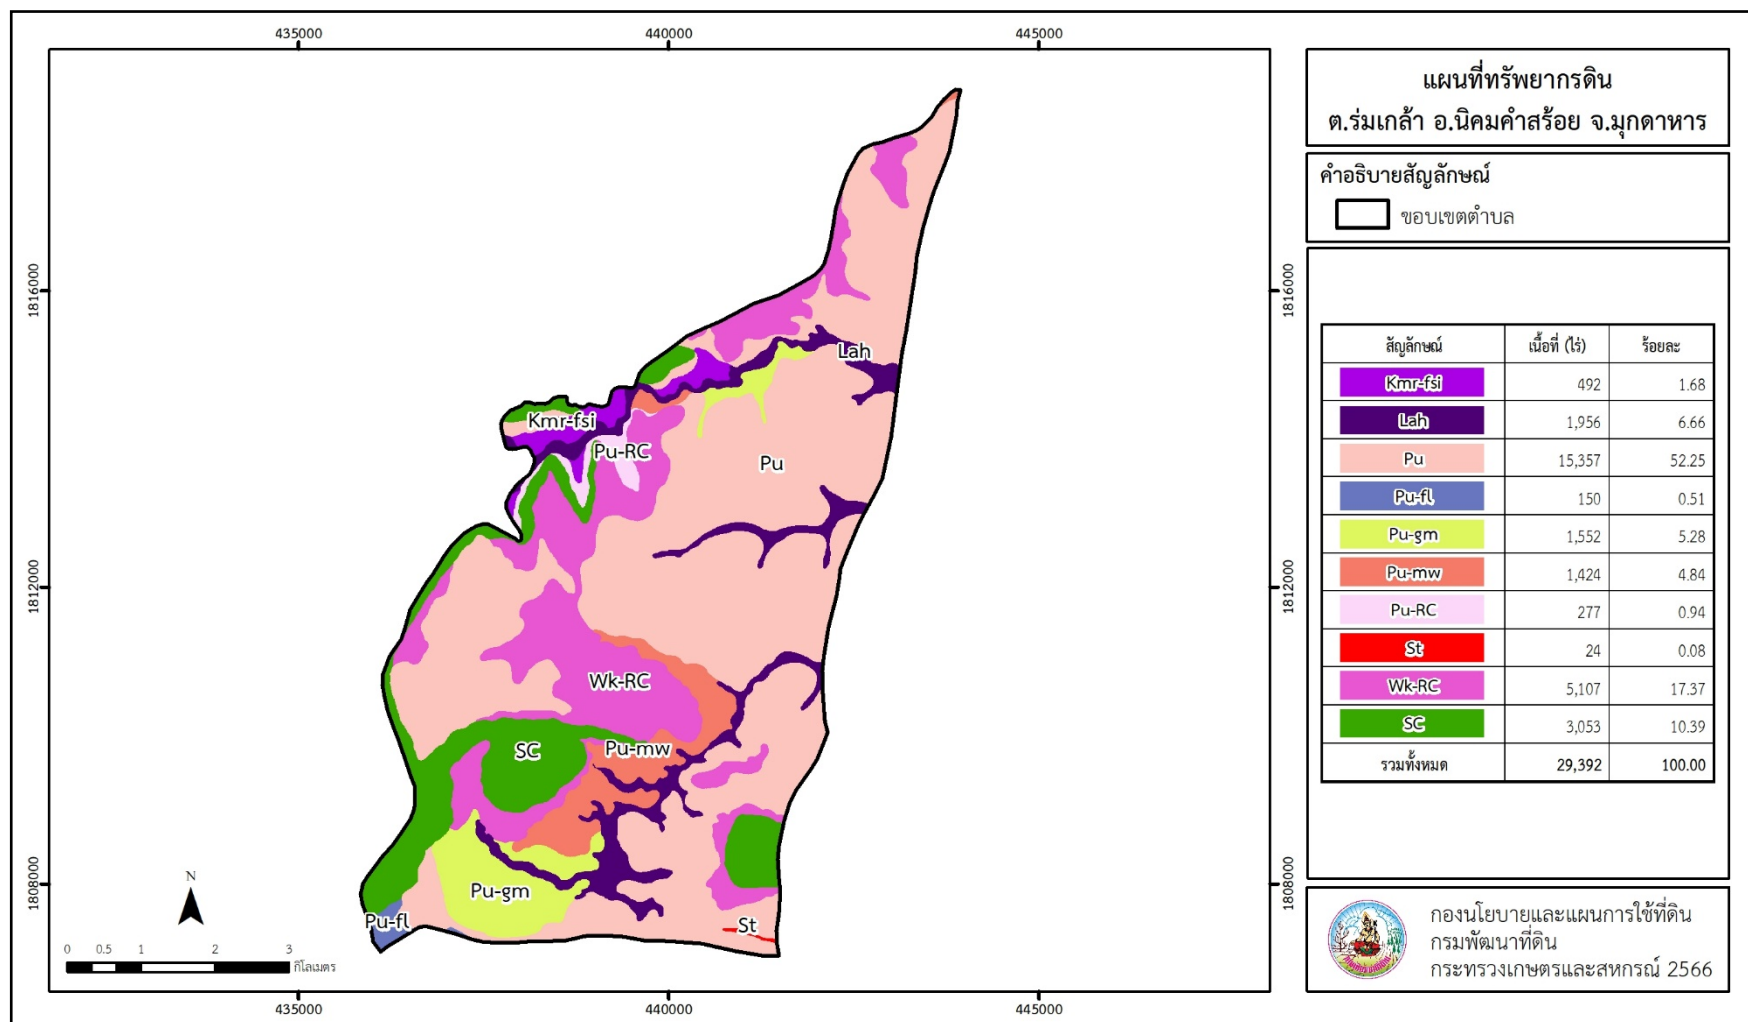 435000 440000 445000
1816000 1816000
1812000 1812000
1808000 1808000
435000 440000 445000
Lah
Kmr-fsi
Pu-RC
Pu
Wk-RC
SC
Pu-mw
Pu-gm
Pu-fl
St
N
0 0.5 1 2 3
กิโลเมตร
แผนที่ทรัพยากรดิน
ต.ร่มเกล้า อ.นิคมคำสร้อย จ.มุกดาหาร
คำอธิบายสัญลักษณ์
ขอบเขตตำบล
สัญลักษณ์ เนื้อที่ (ไร่) ร้อยละ
Kmr-fsi 492 1.68
Lah 1,956 6.66
Pu 15,357 52.25
Pu-fl 150 0.51
Pu-gm 1,552 5.28
Pu-mw 1,424 4.84
Pu-RC 277 0.94
St 24 0.08
Wk-RC 5,107 17.37
SC 3,053 10.39
รวมทั้งหมด 29,392 100.00
กองนโยบายและแผนการใช้ที่ดิน
กรมพัฒนาที่ดิน
กระทรวงเกษตรและสหกรณ์ 2566